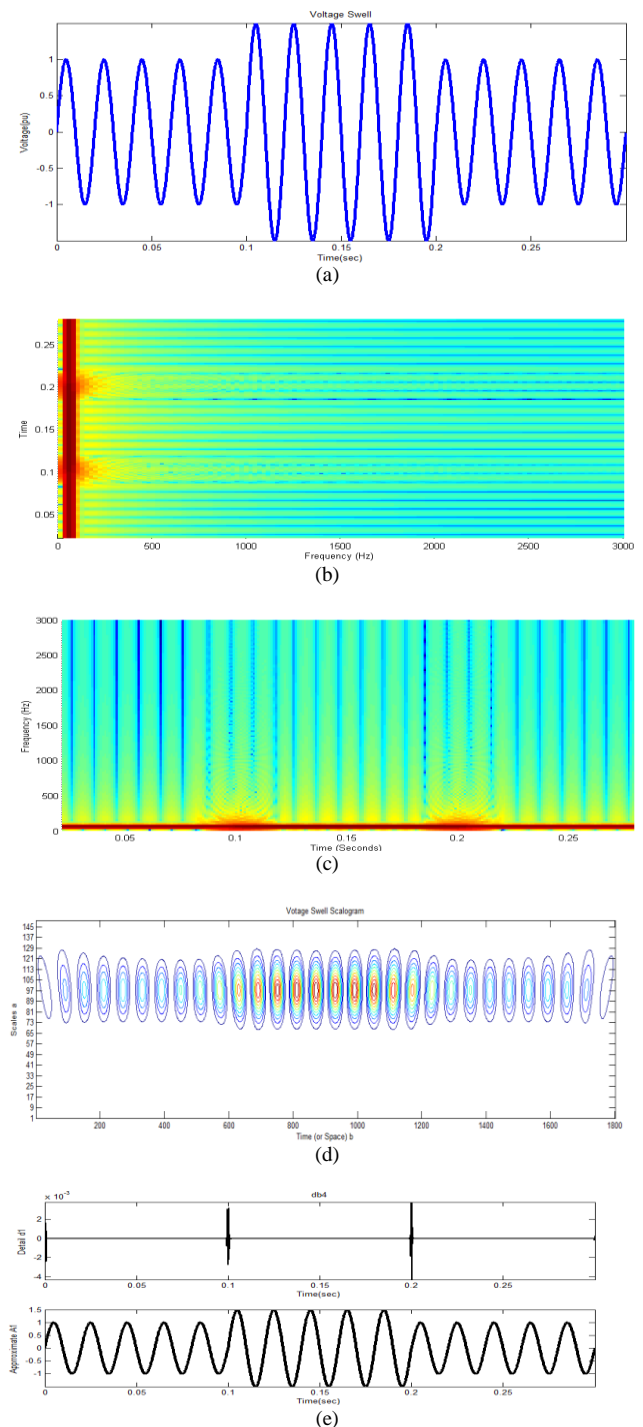 Voltage Swell
1
0.5
0
-0.5
-1
Voltage(pu)
0 0.05 0.1 0.15 0.2 0.25
Time(sec)
(a)
0.25
0.2
0.15
0.1
0.05
Time
0 500 1000 1500 2000 2500 3000
Frequency (Hz)
(b)
3000
2500
2000
1500
1000
500
0
Frequency (Hz)
0.05 0.1 0.15 0.2 0.25
Time (Seconds)
(c)
Votage Swell Scalogram
145
137
129
121
113
105
97
89
81
73
65
57
49
41
33
25
17
9
1
Scales a
200 400 600 800 1000 1200 1400 1600 1800
Time (or Space) b
(d)
× 10⁻³
db4
2
0
-2
-4
Detail d1
0 0.05 0.1 0.15 0.2 0.25
Time(sec)
1.5
1
0.5
0
-0.5
-1
Approximate A1
0 0.05 0.1 0.15 0.2 0.25
Time(sec)
(e)